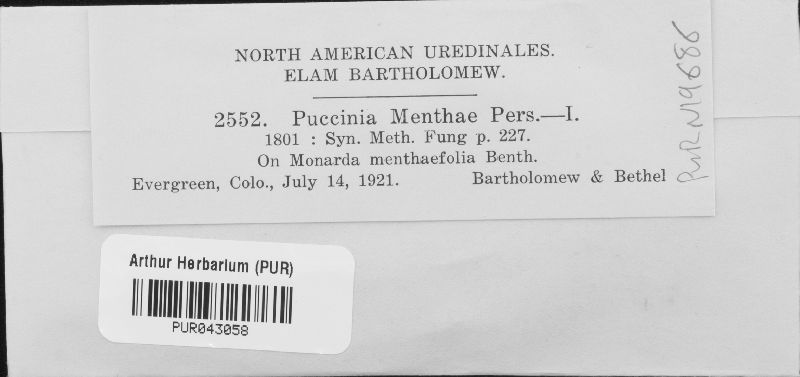 NORTH AMERICAN UREDINALES.
ELAM BARTHOLOMEW.
2552. Puccinia Menthae Pers.—I.
1801 : Syn. Meth. Fung p. 227.
On Monarda menthaefolia Benth.
Evergreen, Colo., July 14, 1921. Bartholomew & Bethel
PUR N19686
Arthur Herbarium (PUR)
PUR043058